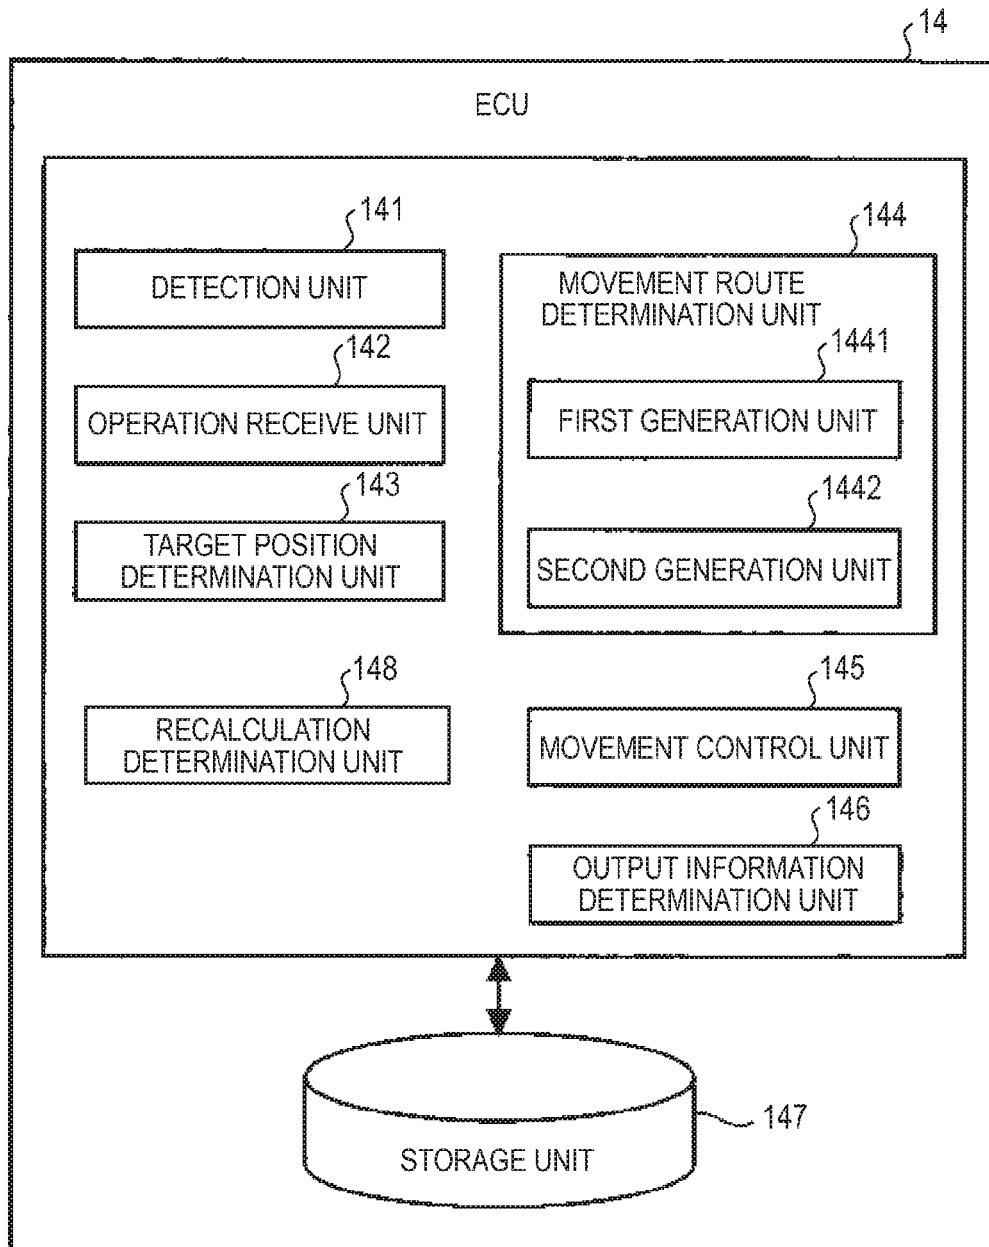 14
ECU
141
DETECTION UNIT
142
OPERATION RECEIVE UNIT
143
TARGET POSITION
DETERMINATION UNIT
148
RECALCULATION
DETERMINATION UNIT
144
MOVEMENT ROUTE
DETERMINATION UNIT
1441
FIRST GENERATION UNIT
1442
SECOND GENERATION UNIT
145
MOVEMENT CONTROL UNIT
146
OUTPUT INFORMATION
DETERMINATION UNIT
147
STORAGE UNIT